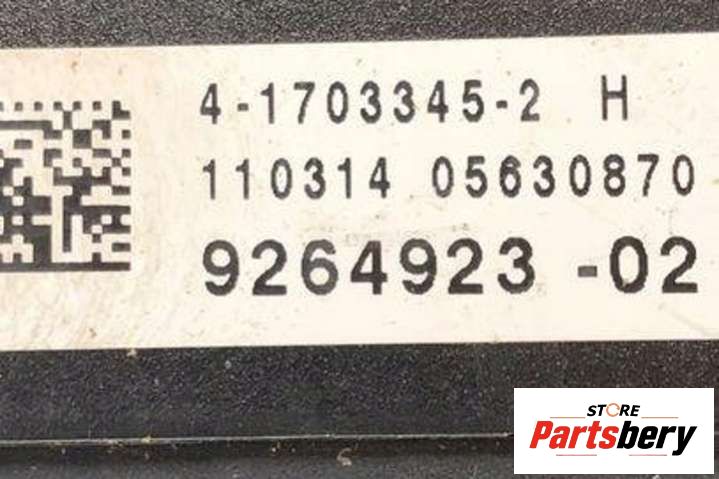 4-1703345-2 H
110314 05630870
9264923 -02
STORE
Partsbery